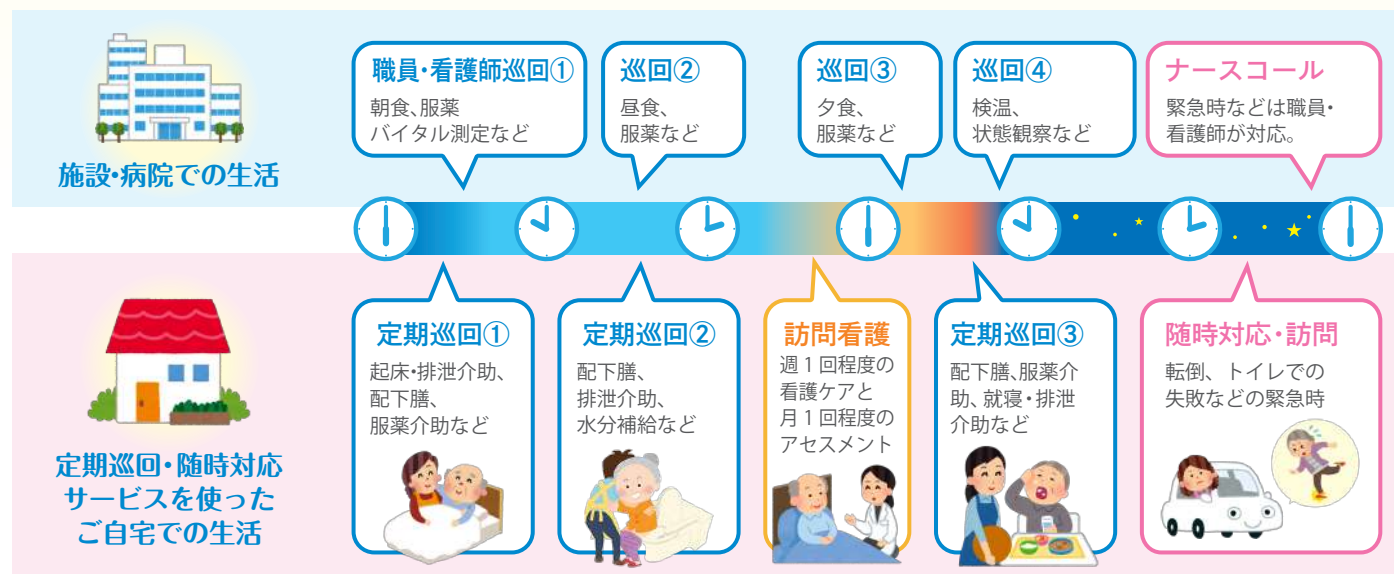 施設・病院での生活
職員・看護師巡回①
朝食、服薬
バイタル測定など
巡回②
昼食、
服薬など
巡回③
夕食、
服薬など
巡回④
検温、
状態観察など
ナースコール
緊急時などは職員・
看護師が対応。
定期巡回・随時対応
サービスを使った
ご自宅での生活
定期巡回①
起床・排泄介助、
配下膳、
服薬介助など
定期巡回②
配下膳、
排泄介助、
水分補給など
訪問看護
週1回程度の
看護ケアと
月1回程度の
アセスメント
定期巡回③
配下膳、服薬介
助、就寝・排泄
介助など
随時対応・訪問
転倒、トイレでの
失敗などの緊急時